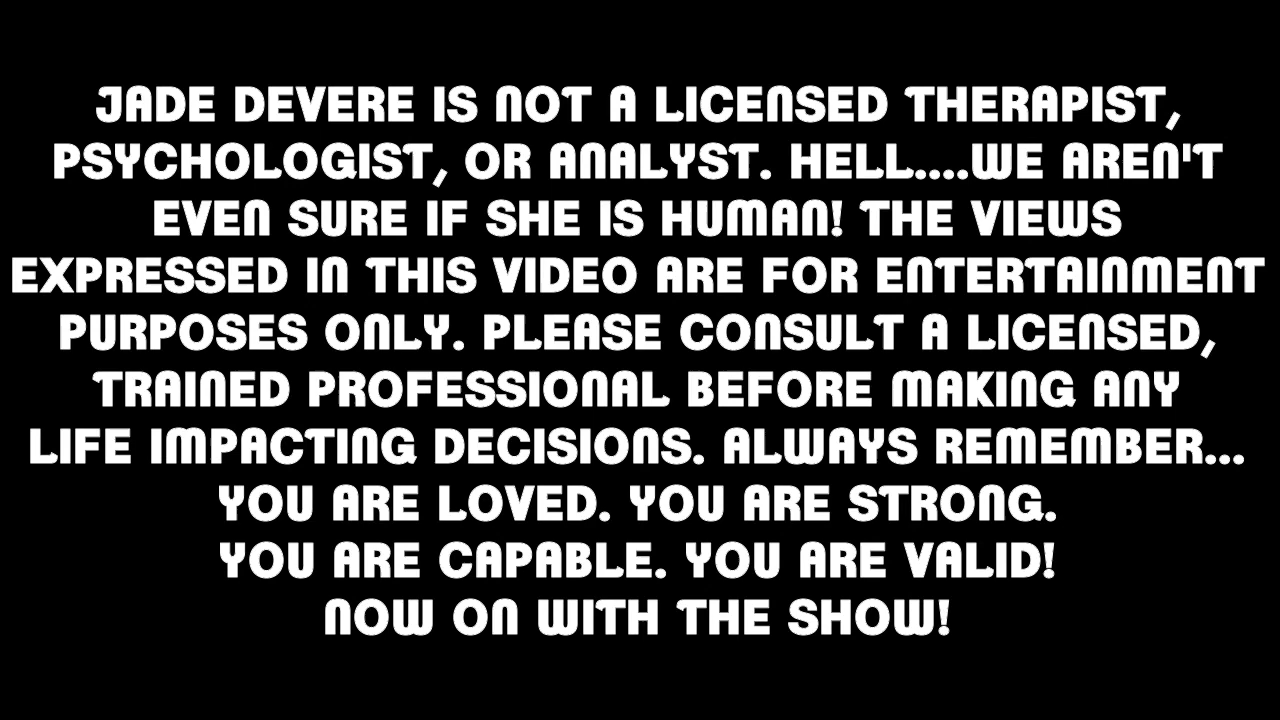 JADE DEVERE IS NOT A LICENSED THERAPIST,
PSYCHOLOGIST, OR ANALYST. HELL....WE AREN'T
EVEN SURE IF SHE IS HUMAN! THE VIEWS
EXPRESSED IN THIS VIDEO ARE FOR ENTERTAINMENT
PURPOSES ONLY. PLEASE CONSULT A LICENSED,
TRAINED PROFESSIONAL BEFORE MAKING ANY
LIFE IMPACTING DECISIONS. ALWAYS REMEMBER...
YOU ARE LOVED. YOU ARE STRONG.
YOU ARE CAPABLE. YOU ARE VALID!
NOW ON WITH THE SHOW!